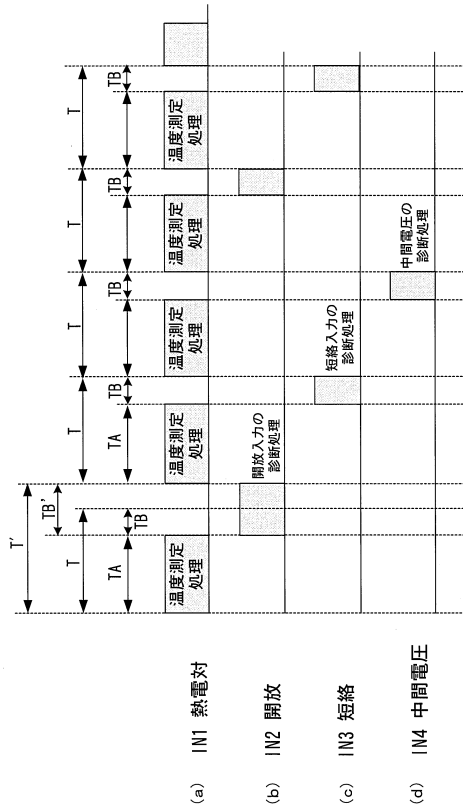 T'
TB'
T
T
T
T
T
TA
TB
TA
TB
TB
TB
TB
(a) IN1 熱電対
温度測定
処理
温度測定
処理
温度測定
処理
温度測定
処理
温度測定
処理
(b) IN2 開放
開放入力の
診断処理
(c) IN3 短絡
短絡入力の
診断処理
(d) IN4 中間電圧
中間電圧の
診断処理